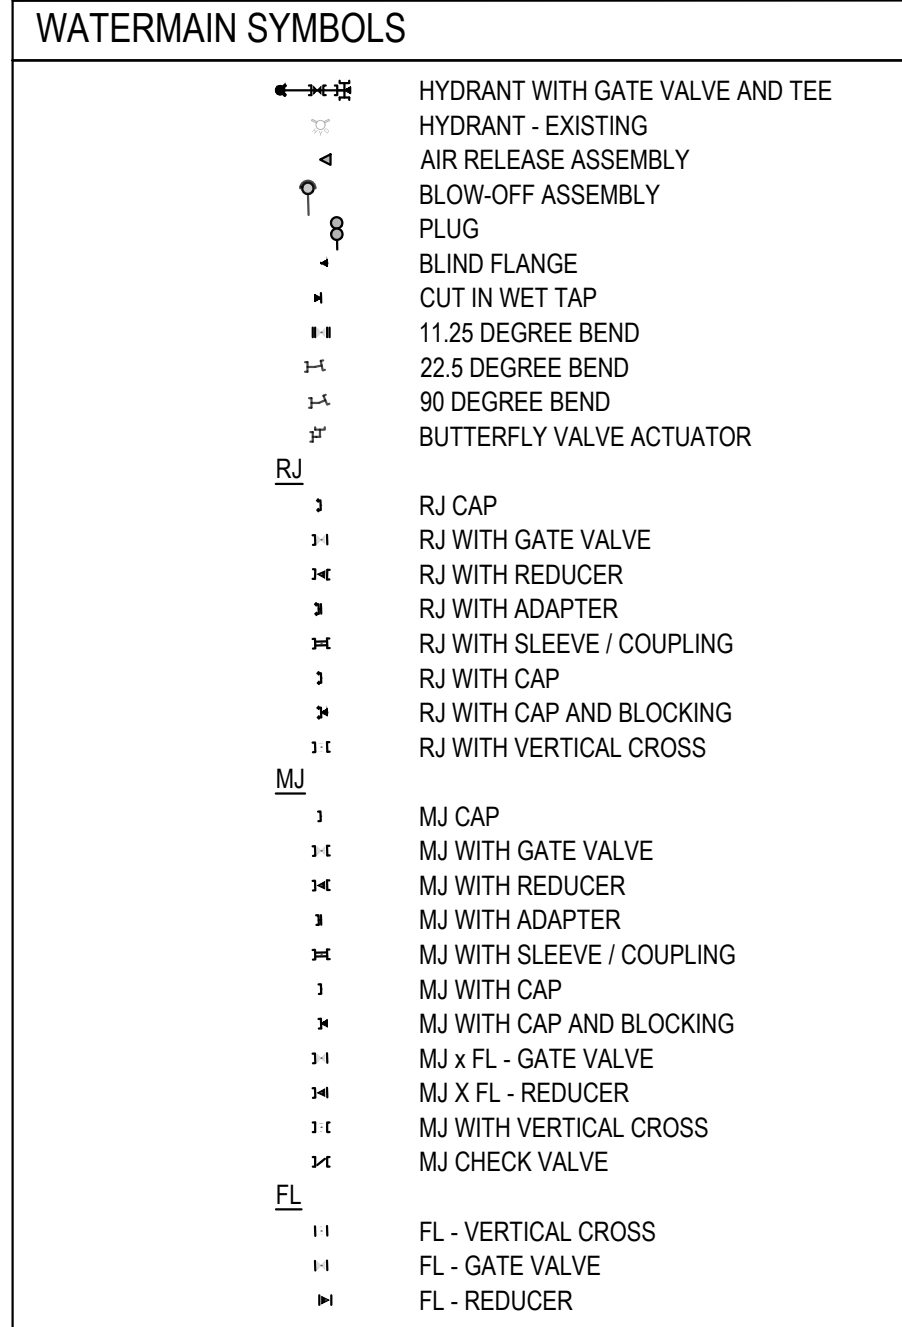 WATERMAIN SYMBOLS
HYDRANT WITH GATE VALVE AND TEE
HYDRANT - EXISTING
AIR RELEASE ASSEMBLY
BLOW-OFF ASSEMBLY
PLUG
BLIND FLANGE
CUT IN WET TAP
11.25 DEGREE BEND
22.5 DEGREE BEND
90 DEGREE BEND
BUTTERFLY VALVE ACTUATOR
RJ
RJ CAP
RJ WITH GATE VALVE
RJ WITH REDUCER
RJ WITH ADAPTER
RJ WITH SLEEVE / COUPLING
RJ WITH CAP
RJ WITH CAP AND BLOCKING
RJ WITH VERTICAL CROSS
MJ
MJ CAP
MJ WITH GATE VALVE
MJ WITH REDUCER
MJ WITH ADAPTER
MJ WITH SLEEVE / COUPLING
MJ WITH CAP
MJ WITH CAP AND BLOCKING
MJ x FL - GATE VALVE
MJ X FL - REDUCER
MJ WITH VERTICAL CROSS
MJ CHECK VALVE
FL
FL - VERTICAL CROSS
FL - GATE VALVE
FL - REDUCER